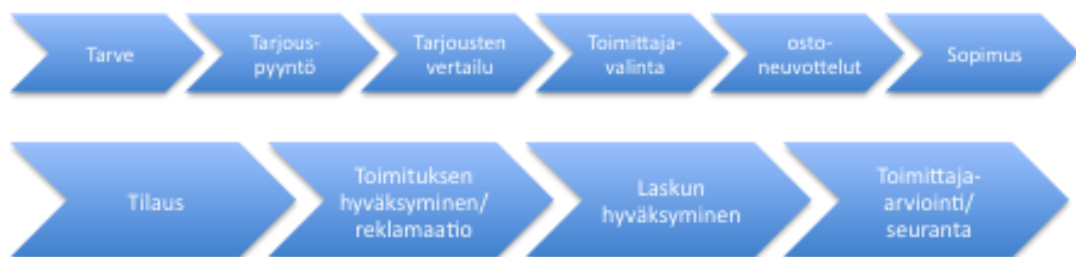 Tarve
Tarjous-
pyyntö
Tarjousten
vertailu
Toimittaja-
valinta
osto-
neuvottelut
Sopimus
Tilaus
Toimituksen
hyväksyminen/
reklamaatio
Laskun
hyväksyminen
Toimittaja-
arviointi/
seuranta